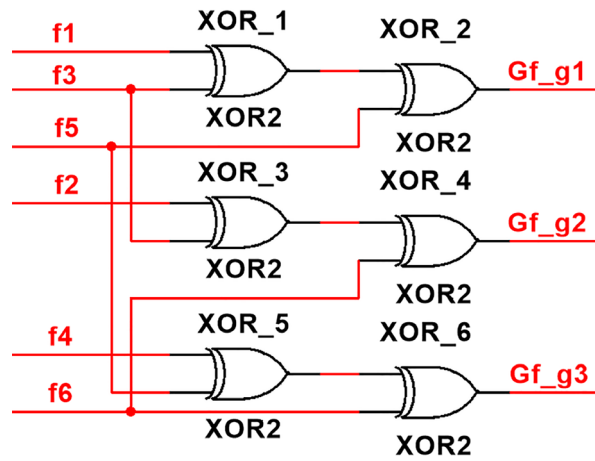 XOR_1
XOR_2
f1
Gf_g1
f3
XOR2
f5
XOR2
XOR_3
XOR_4
f2
Gf_g2
XOR2
XOR2
XOR_5
XOR_6
f4
Gf_g3
f6
XOR2
XOR2